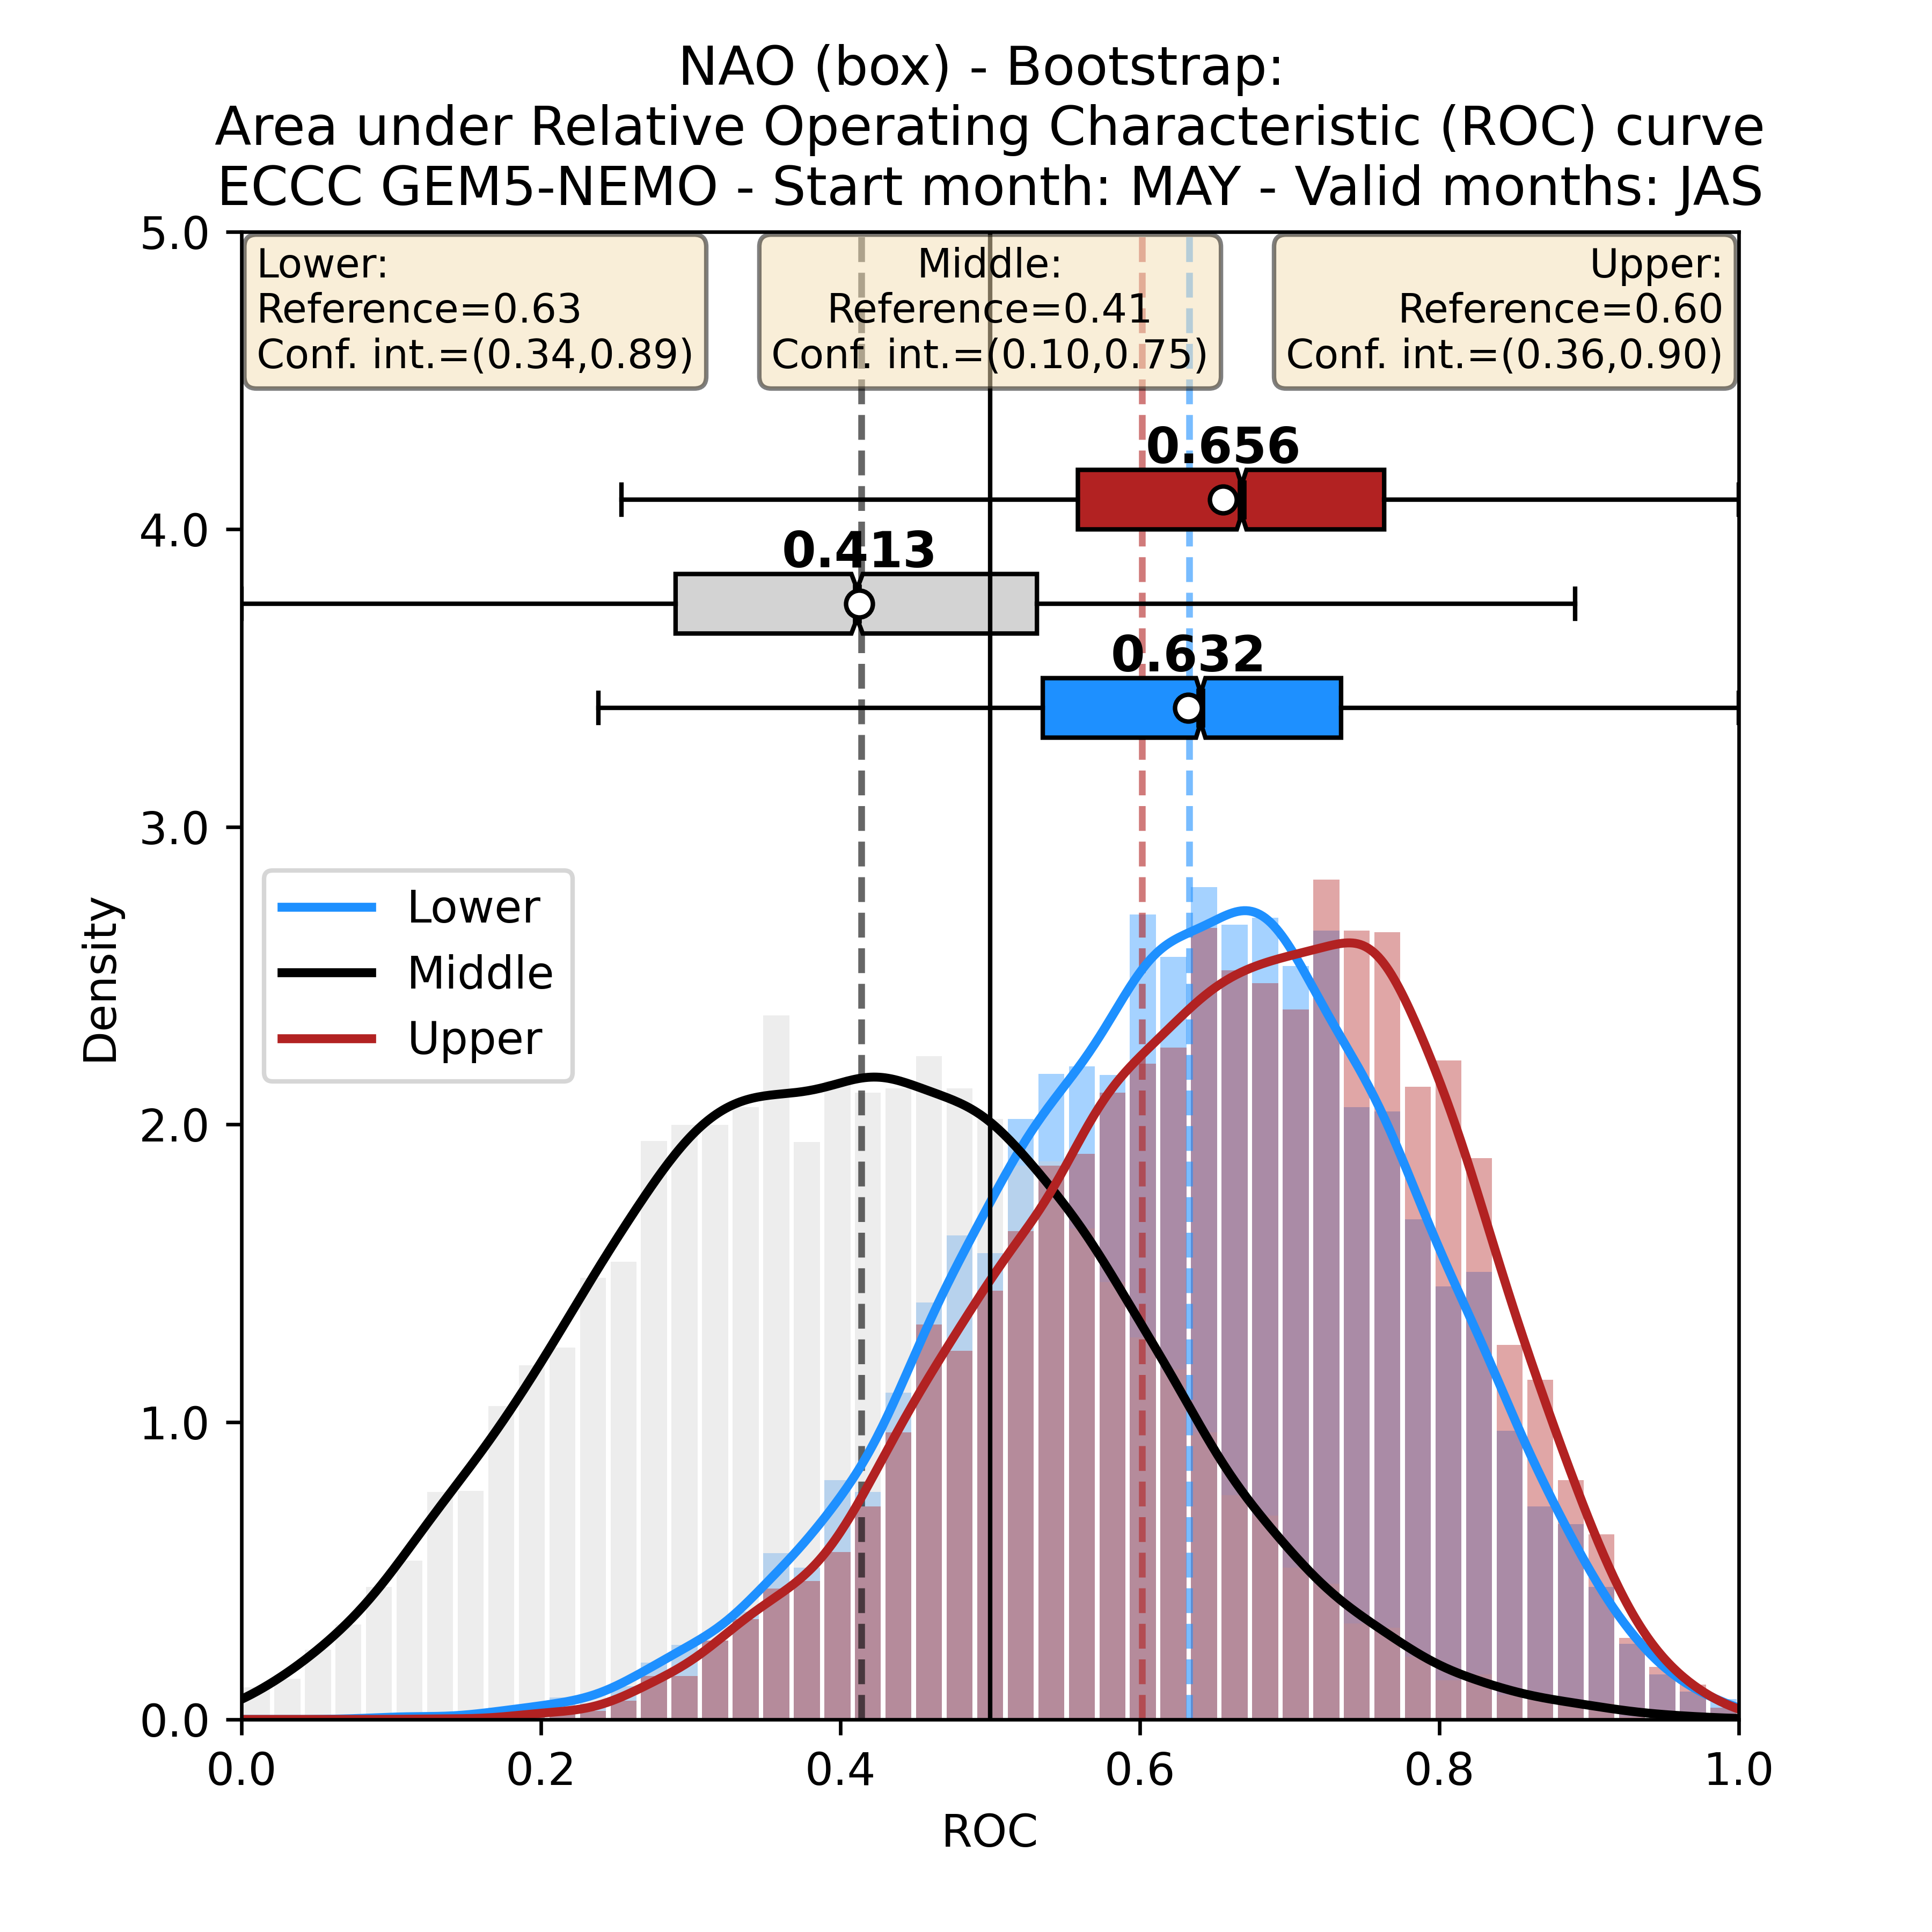 NAO (box) - Bootstrap:
Area under Relative Operating Characteristic (ROC) curve
ECCC GEM5-NEMO - Start month: MAY - Valid months: JAS
Lower:
Reference=0.63
Conf. int.=(0.34,0.89)
Middle:
Reference=0.41
Conf. int.=(0.10,0.75)
Upper:
Reference=0.60
Conf. int.=(0.36,0.90)
0.656
0.413
0.632
Lower
Middle
Upper
Density
5.0
4.0
3.0
2.0
1.0
0.0
0.0 0.2 0.4 0.6 0.8 1.0
ROC